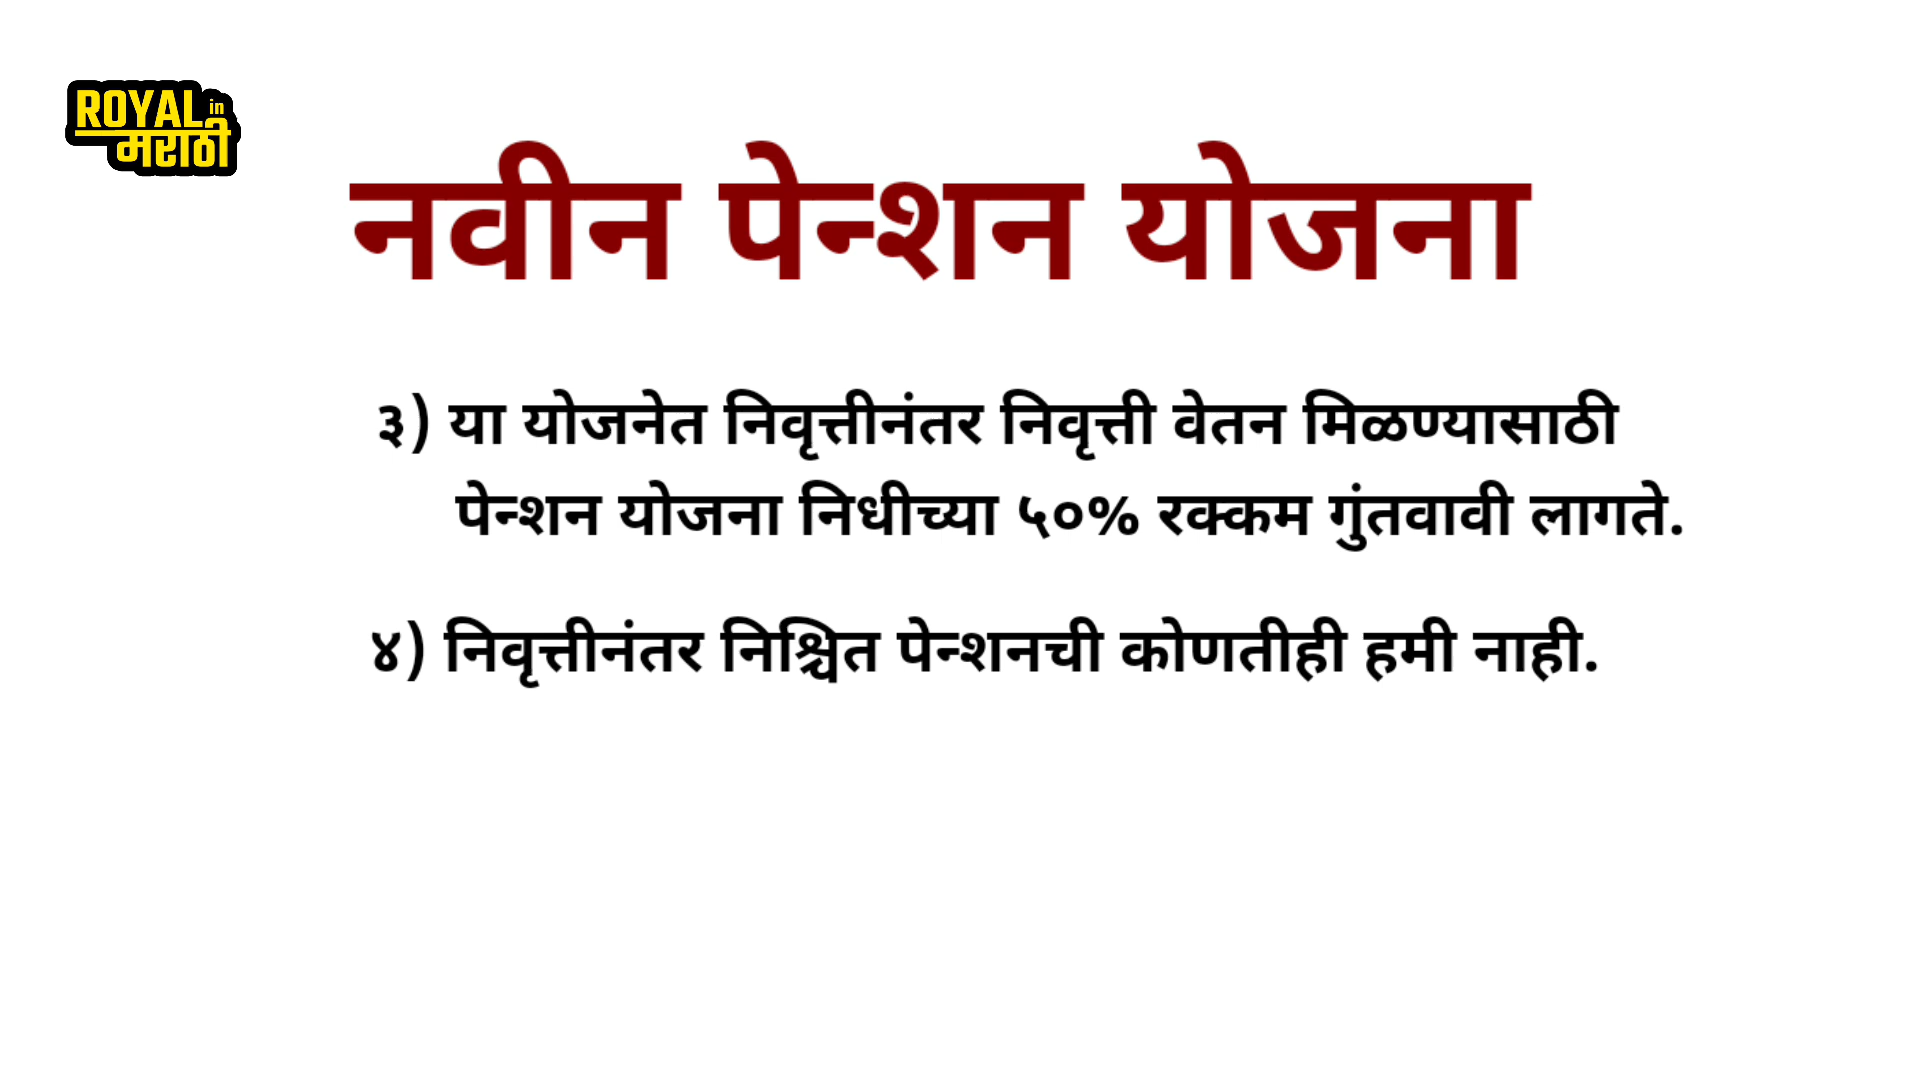 ROYAL in
मराठी
नवीन पेन्शन योजना
३) या योजनेत निवृत्तीनंतर निवृत्ती वेतन मिळण्यासाठी
पेन्शन योजना निधीच्या ५०% रक्कम गुंतवावी लागते.
४) निवृत्तीनंतर निश्चित पेन्शनची कोणतीही हमी नाही.